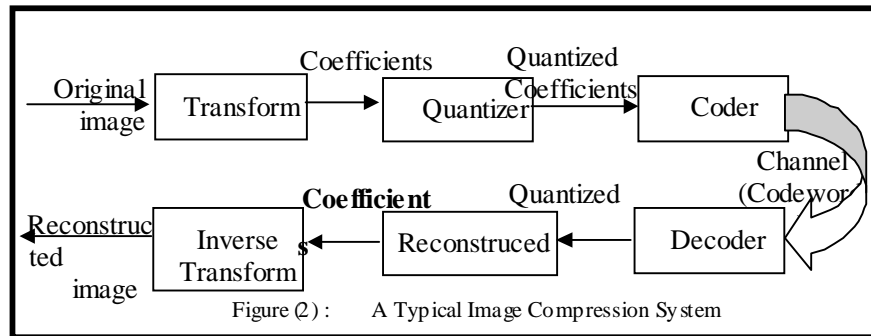 Coefficients
Quantized
Coefficients
Original
image
Transform
Quantizer
Coder
Channel
(Codewor
Reconstruc
ted
image
Inverse
Transform
Coefficient
s
Reconstruced
Quantized
Decoder
Figure (2) : A Typical Image Compression System